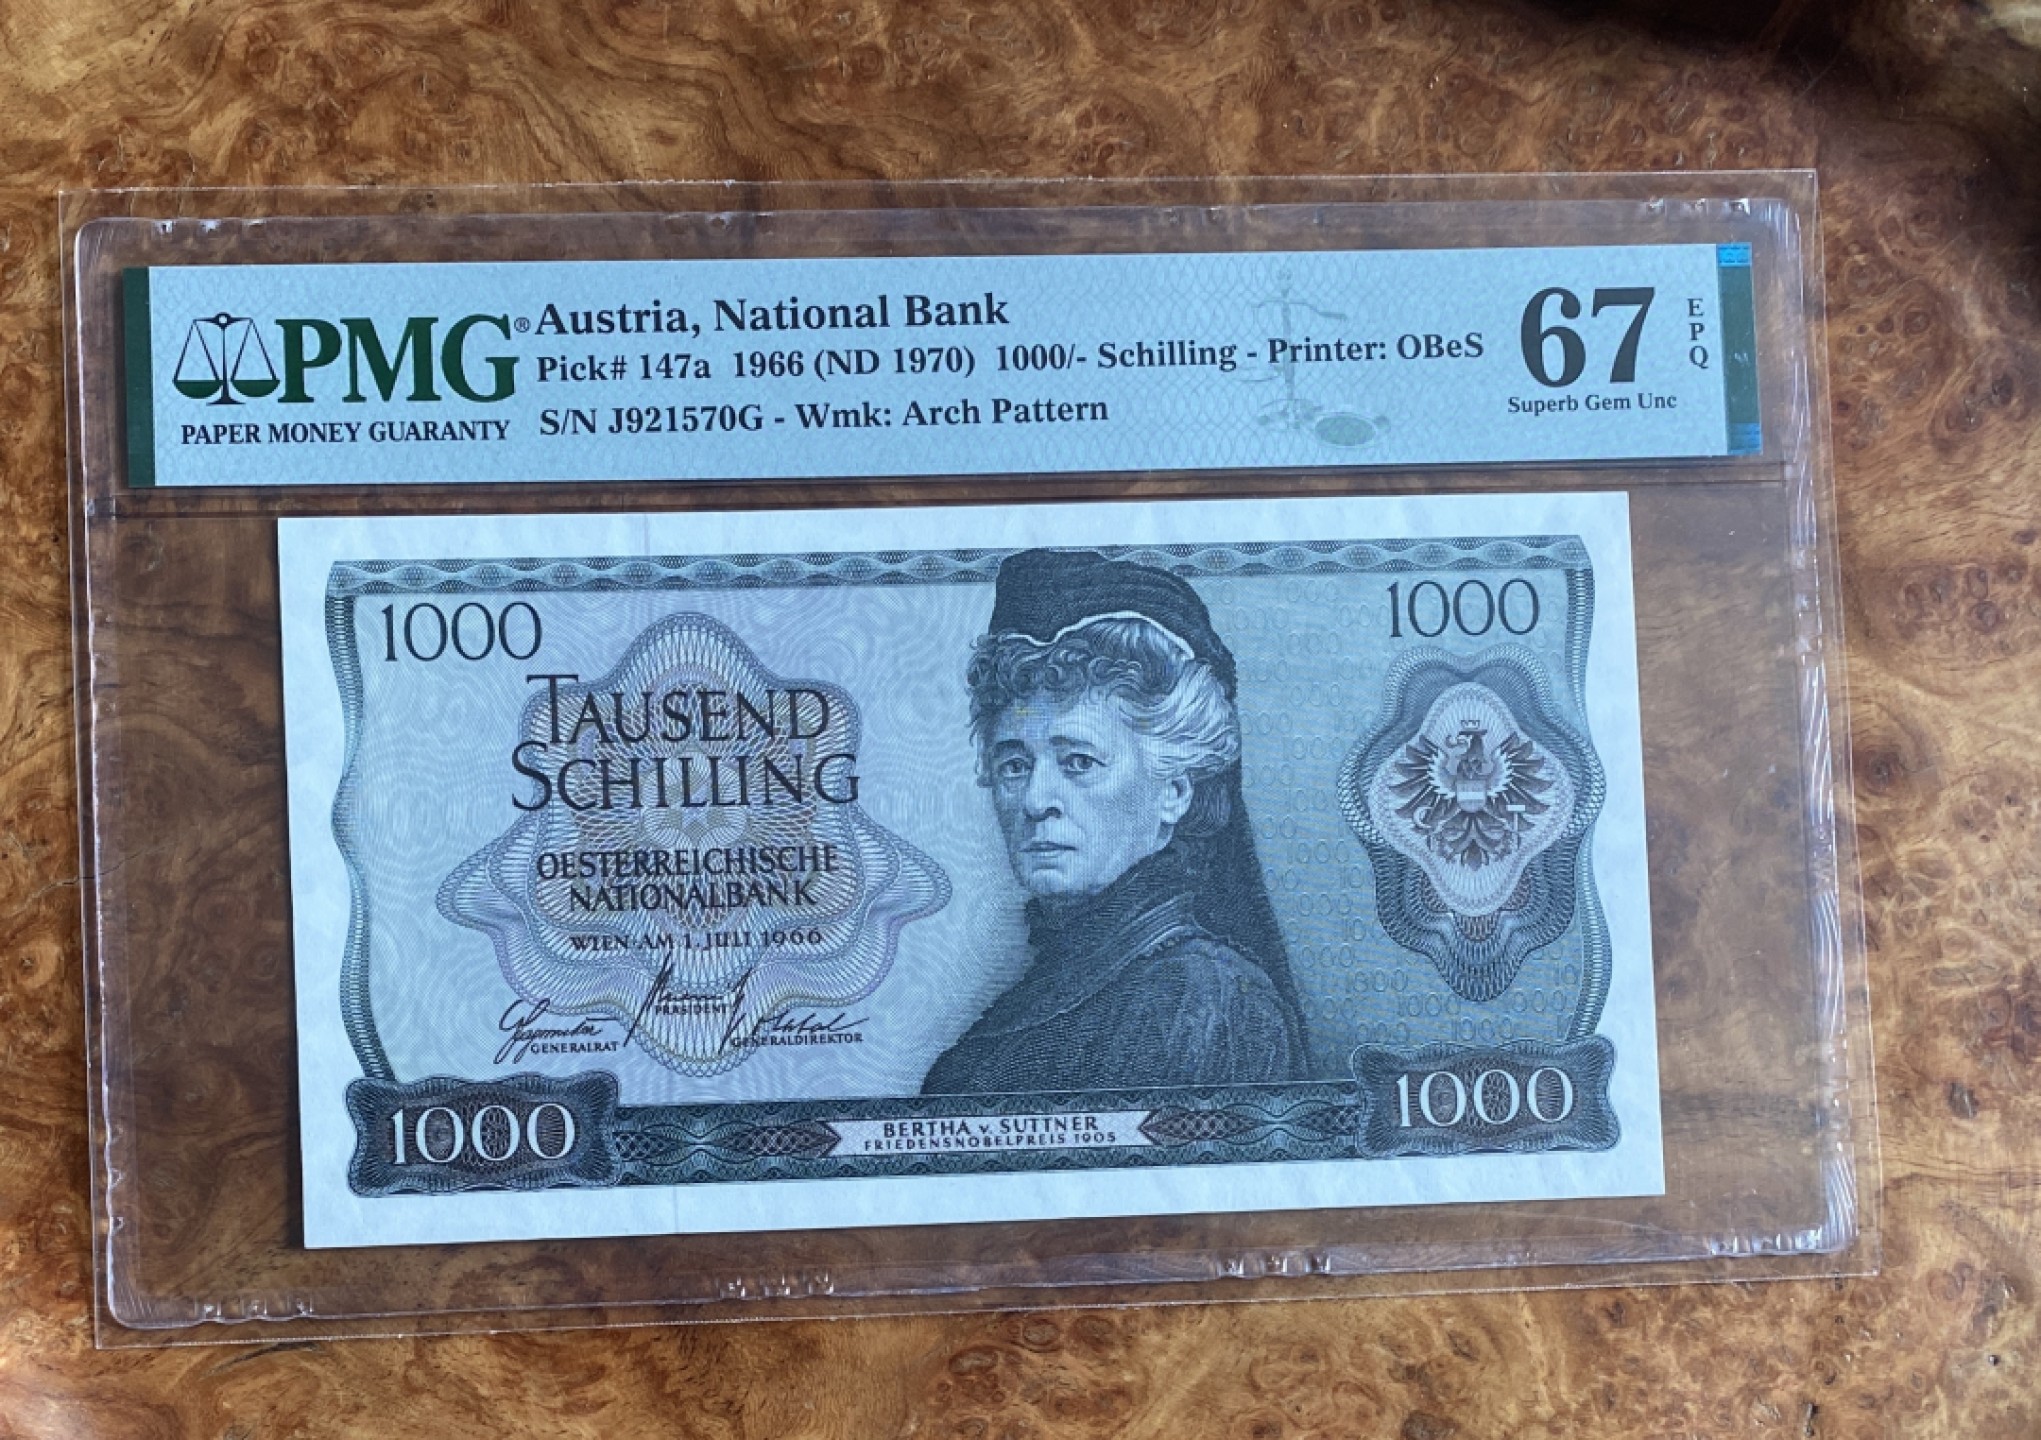 PMG®
PAPER MONEY GUARANTY
Austria, National Bank
Pick# 147a 1966 (ND 1970) 1000/- Schilling - Printer: OBeS
S/N J921570G - Wmk: Arch Pattern
67
EPQ
Superb Gem Unc
1000
1000
TAUSEND
SCHILLING
OESTERREICHISCHE
NATIONALBANK
WIEN·AM 1. JULI 1966
PRÄSIDENT
GENERALRAT
GENERALDIREKTOR
1000
BERTHA v. SUTTNER
FRIEDENSNOBELPREIS 1905
1000